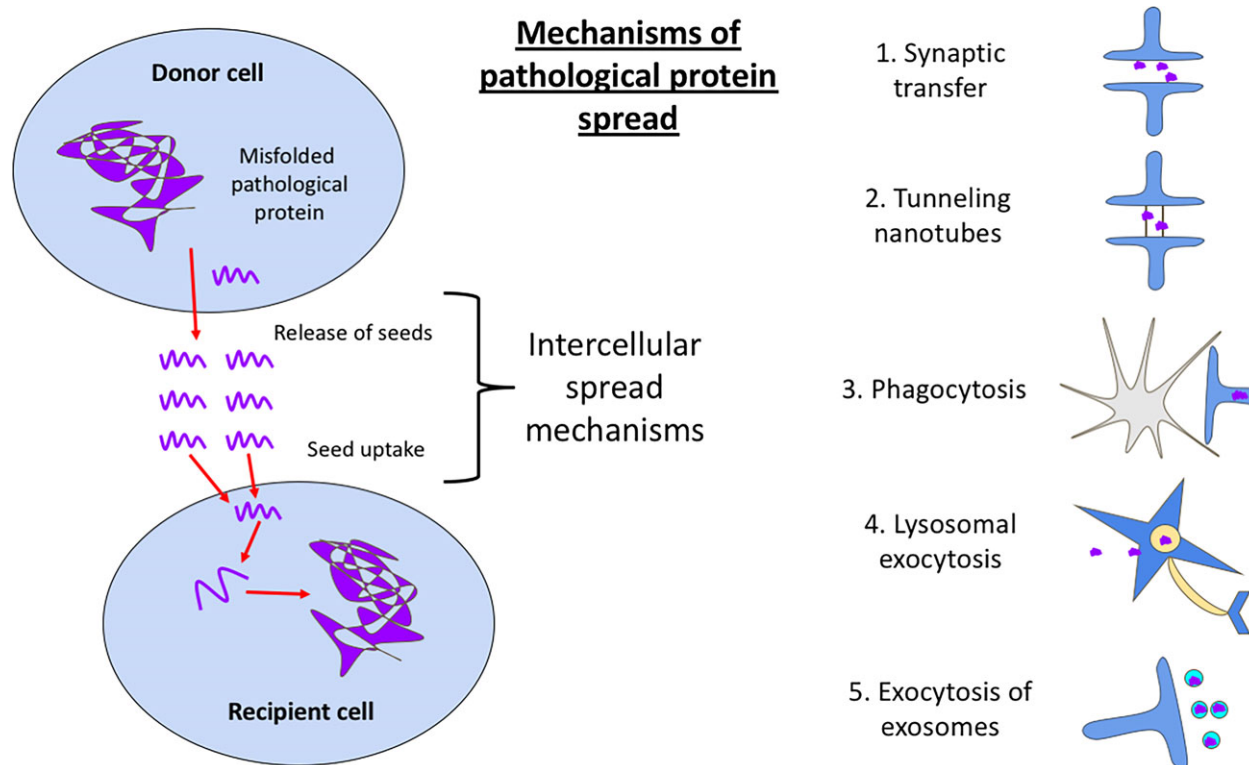 Mechanisms of
pathological protein
spread
Donor cell
Misfolded
pathological
protein
Release of seeds
Seed uptake
Intercellular
spread
mechanisms
Recipient cell
1. Synaptic
transfer
2. Tunneling
nanotubes
3. Phagocytosis
4. Lysosomal
exocytosis
5. Exocytosis of
exosomes